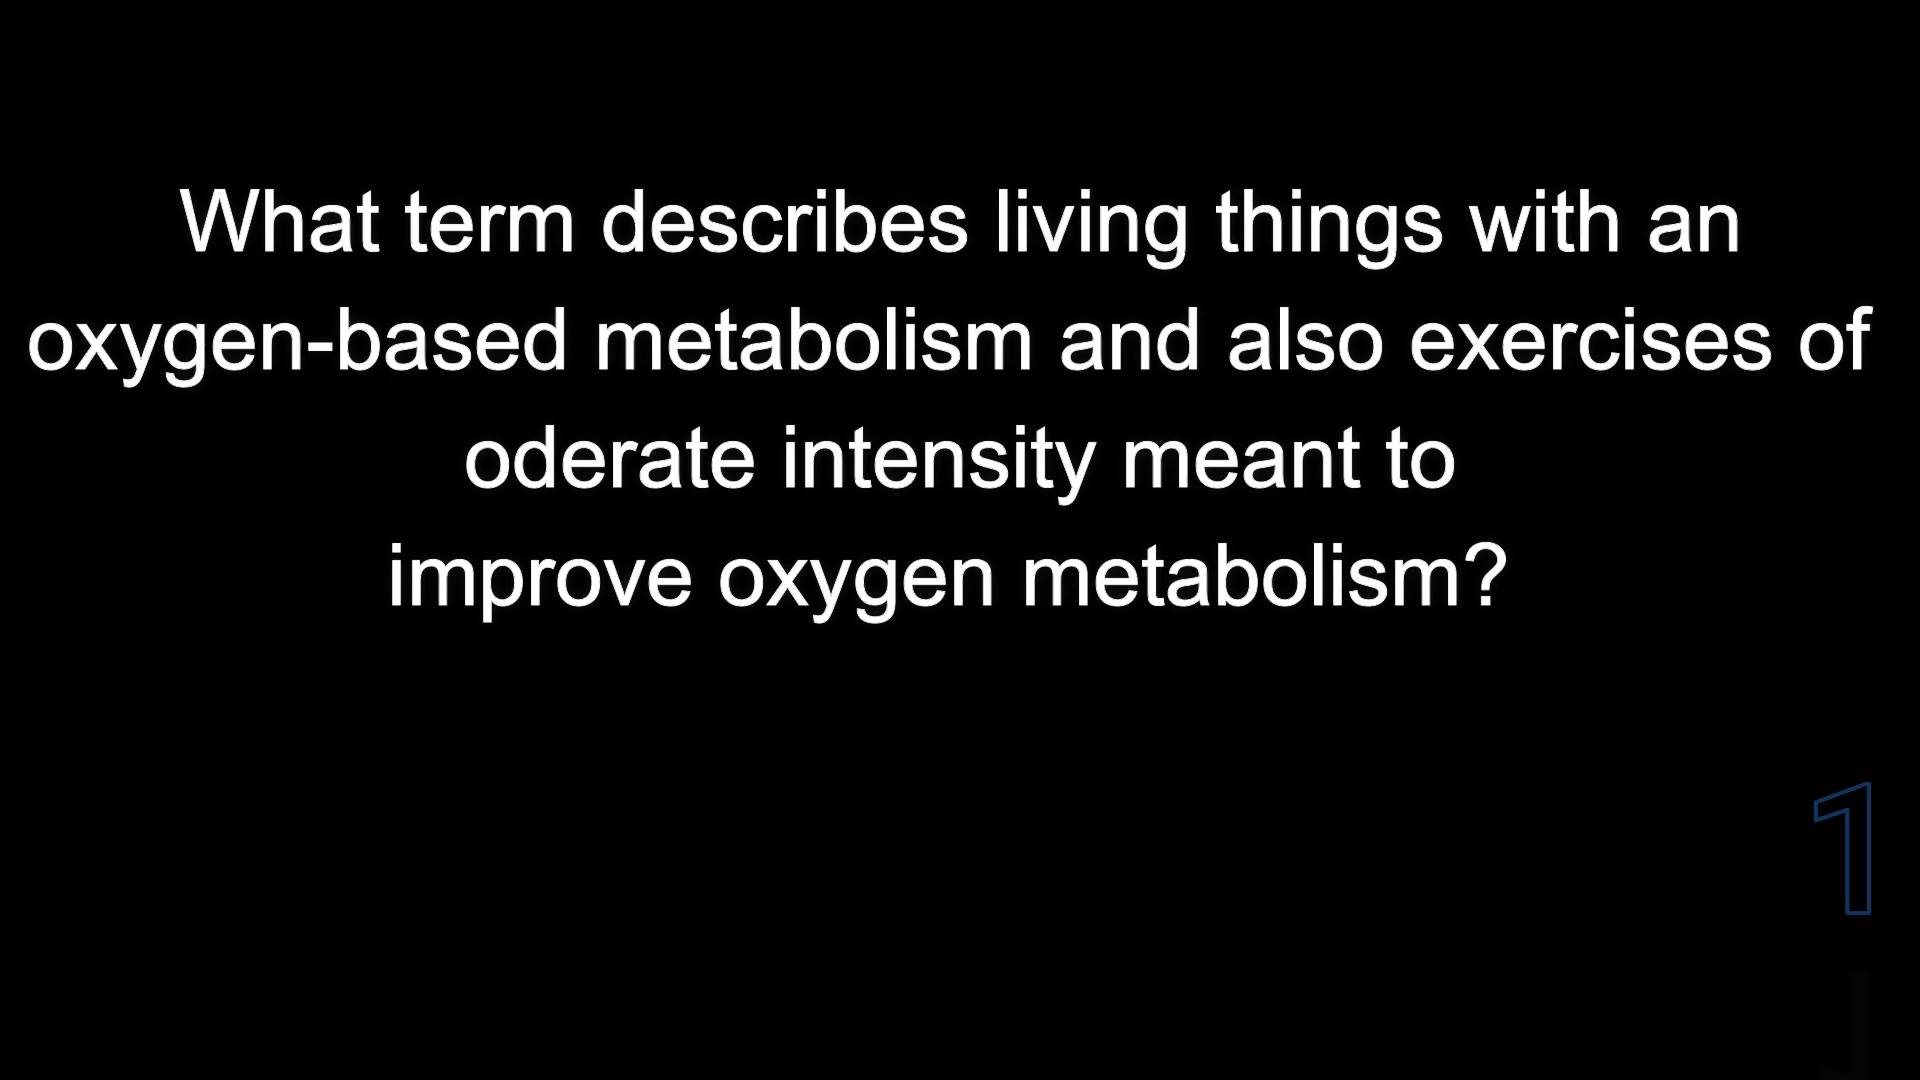 What term describes living things with an
oxygen-based metabolism and also exercises of
oderate intensity meant to
improve oxygen metabolism?
1